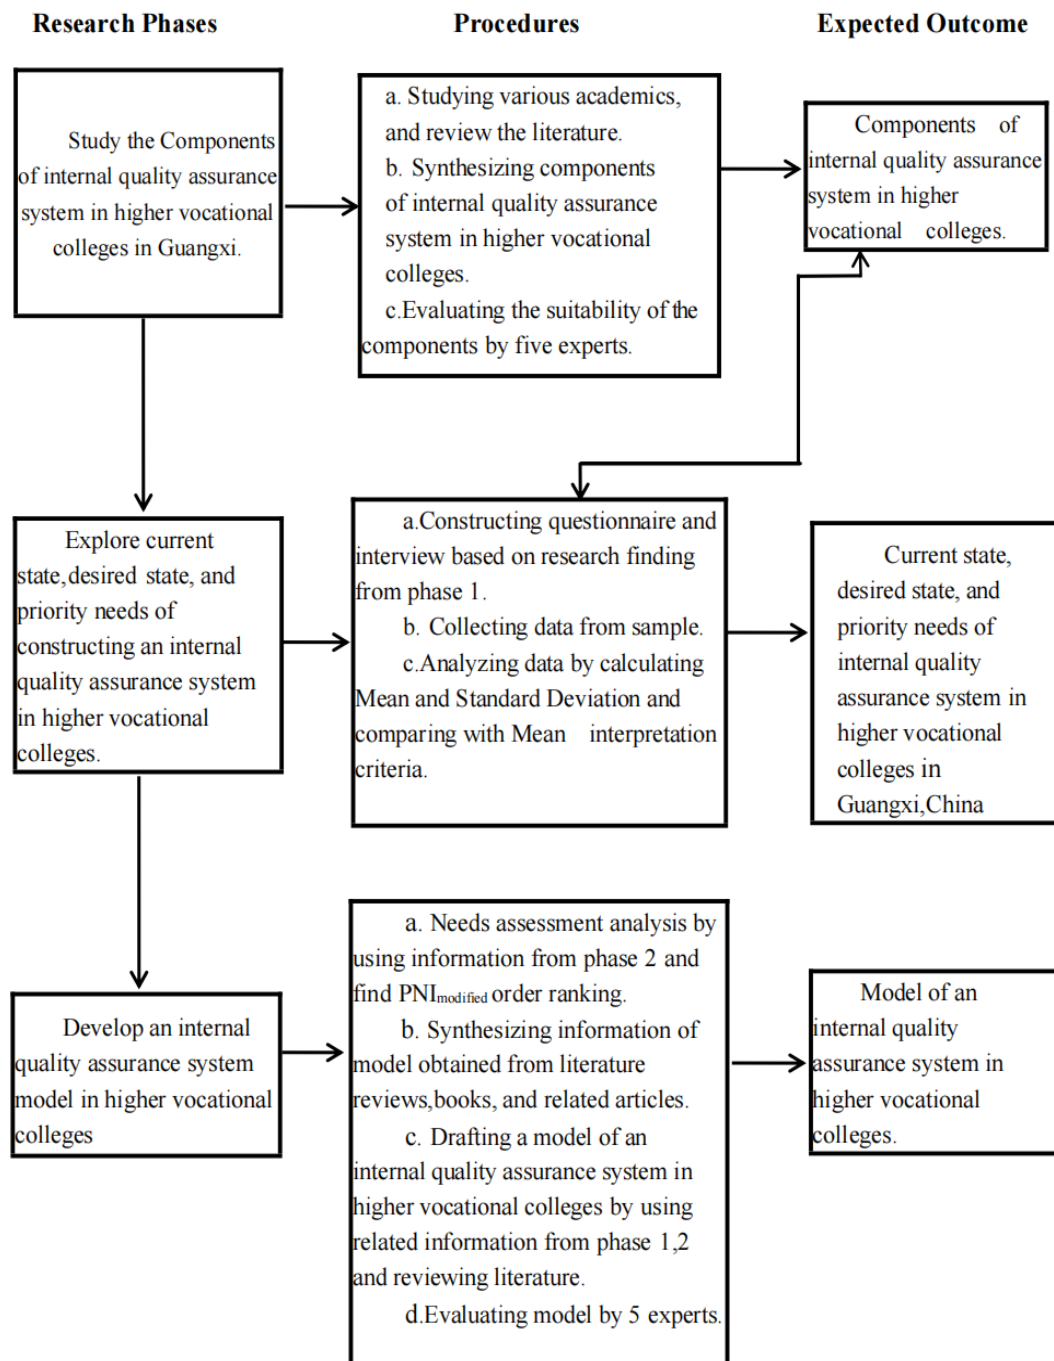 Research Phases
Procedures
Expected Outcome
Study the Components
of internal quality assurance
system in higher vocational
colleges in Guangxi.
a. Studying various academics,
and review the literature.
b. Synthesizing components
of internal quality assurance
system in higher vocational
colleges.
c.Evaluating the suitability of the
components by five experts.
Components of
internal quality assurance
system in higher
vocational colleges.
Explore current
state,desired state, and
priority needs of
constructing an internal
quality assurance system
in higher vocational
colleges.
a.Constructing questionnaire and
interview based on research finding
from phase 1.
b. Collecting data from sample.
c.Analyzing data by calculating
Mean and Standard Deviation and
comparing with Mean interpretation
criteria.
Current state,
desired state, and
priority needs of
internal quality
assurance system in
higher vocational
colleges in
Guangxi,China
Develop an internal
quality assurance system
model in higher vocational
colleges
a. Needs assessment analysis by
using information from phase 2 and
find PNImodified order ranking.
b. Synthesizing information of
model obtained from literature
reviews,books, and related articles.
c. Drafting a model of an
internal quality assurance system in
higher vocational colleges by using
related information from phase 1,2
and reviewing literature.
d.Evaluating model by 5 experts.
Model of an
internal quality
assurance system in
higher vocational
colleges.